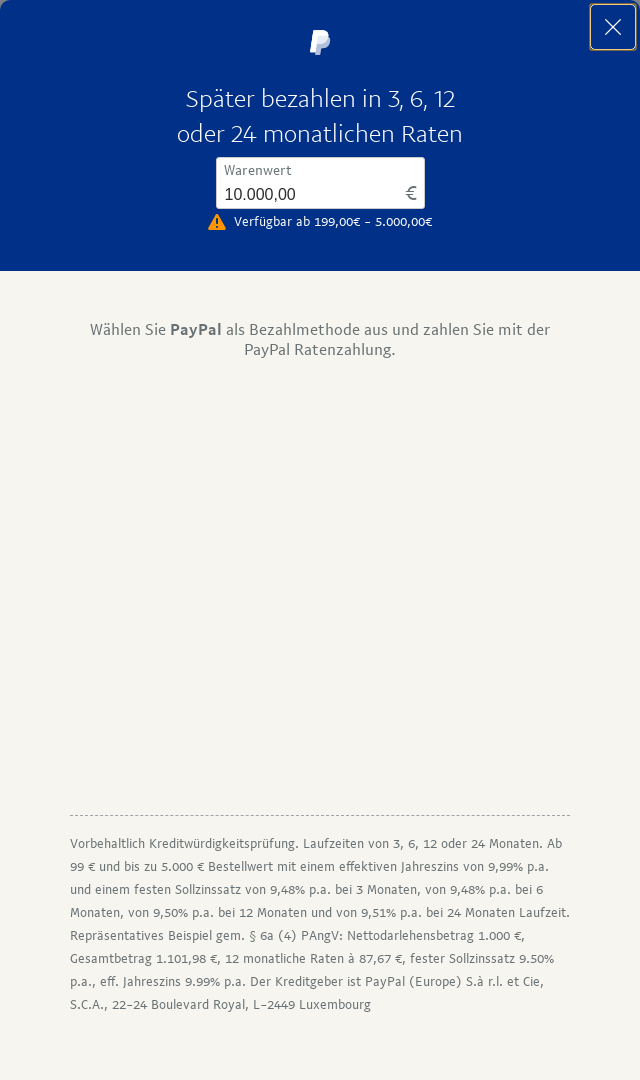 Später bezahlen in 3, 6, 12
oder 24 monatlichen Raten
Warenwert
10.000,00 €
Verfügbar ab 199,00€ - 5.000,00€
Wählen Sie PayPal als Bezahlmethode aus und zahlen Sie mit der
PayPal Ratenzahlung.
Vorbehaltlich Kreditwürdigkeitsprüfung. Laufzeiten von 3, 6, 12 oder 24 Monaten. Ab
99 € und bis zu 5.000 € Bestellwert mit einem effektiven Jahreszins von 9,99% p.a.
und einem festen Sollzinssatz von 9,48% p.a. bei 3 Monaten, von 9,48% p.a. bei 6
Monaten, von 9,50% p.a. bei 12 Monaten und von 9,51% p.a. bei 24 Monaten Laufzeit.
Repräsentatives Beispiel gem. § 6a (4) PAngV: Nettodarlehensbetrag 1.000 €,
Gesamtbetrag 1.101,98 €, 12 monatliche Raten à 87,67 €, fester Sollzinssatz 9.50%
p.a., eff. Jahreszins 9.99% p.a. Der Kreditgeber ist PayPal (Europe) S.à r.l. et Cie,
S.C.A., 22-24 Boulevard Royal, L-2449 Luxembourg